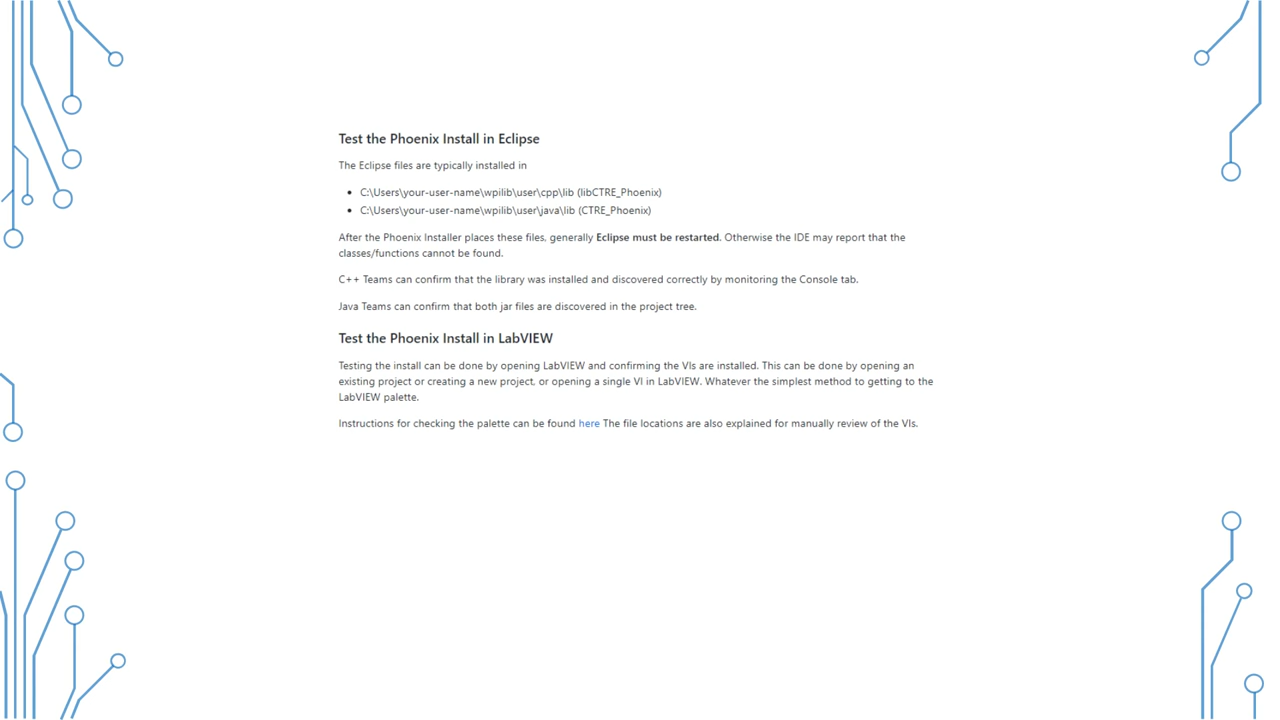 Test the Phoenix Install in Eclipse
The Eclipse files are typically installed in
• C:\Users\your-user-name\wpilib\user\cpp\lib (libCTRE_Phoenix)
• C:\Users\your-user-name\wpilib\user\java\lib (CTRE_Phoenix)
After the Phoenix Installer places these files, generally Eclipse must be restarted. Otherwise the IDE may report that the
classes/functions cannot be found.
C++ Teams can confirm that the library was installed and discovered correctly by monitoring the Console tab.
Java Teams can confirm that both jar files are discovered in the project tree.
Test the Phoenix Install in LabVIEW
Testing the install can be done by opening LabVIEW and confirming the VIs are installed. This can be done by opening an
existing project or creating a new project, or opening a single VI in LabVIEW. Whatever the simplest method to getting to the
LabVIEW palette.
Instructions for checking the palette can be found here The file locations are also explained for manually review of the VIs.